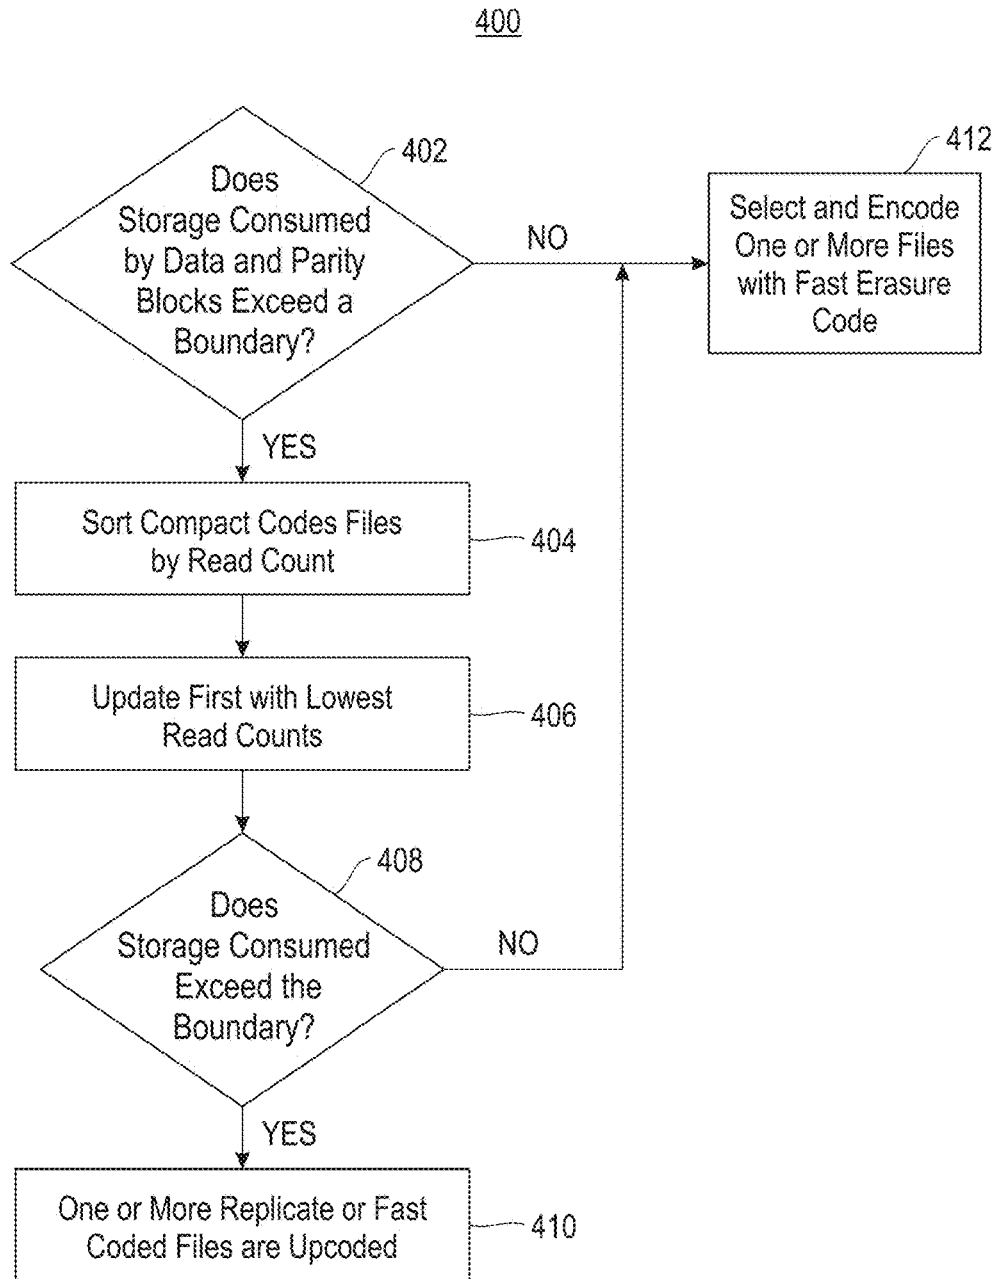 400
402
Does
Storage Consumed
by Data and Parity
Blocks Exceed a
Boundary?
NO
412
Select and Encode
One or More Files
with Fast Erasure
Code
YES
Sort Compact Codes Files
by Read Count
404
Update First with Lowest
Read Counts
406
408
Does
Storage Consumed
Exceed the
Boundary?
NO
YES
One or More Replicate or Fast
Coded Files are Upcoded
410